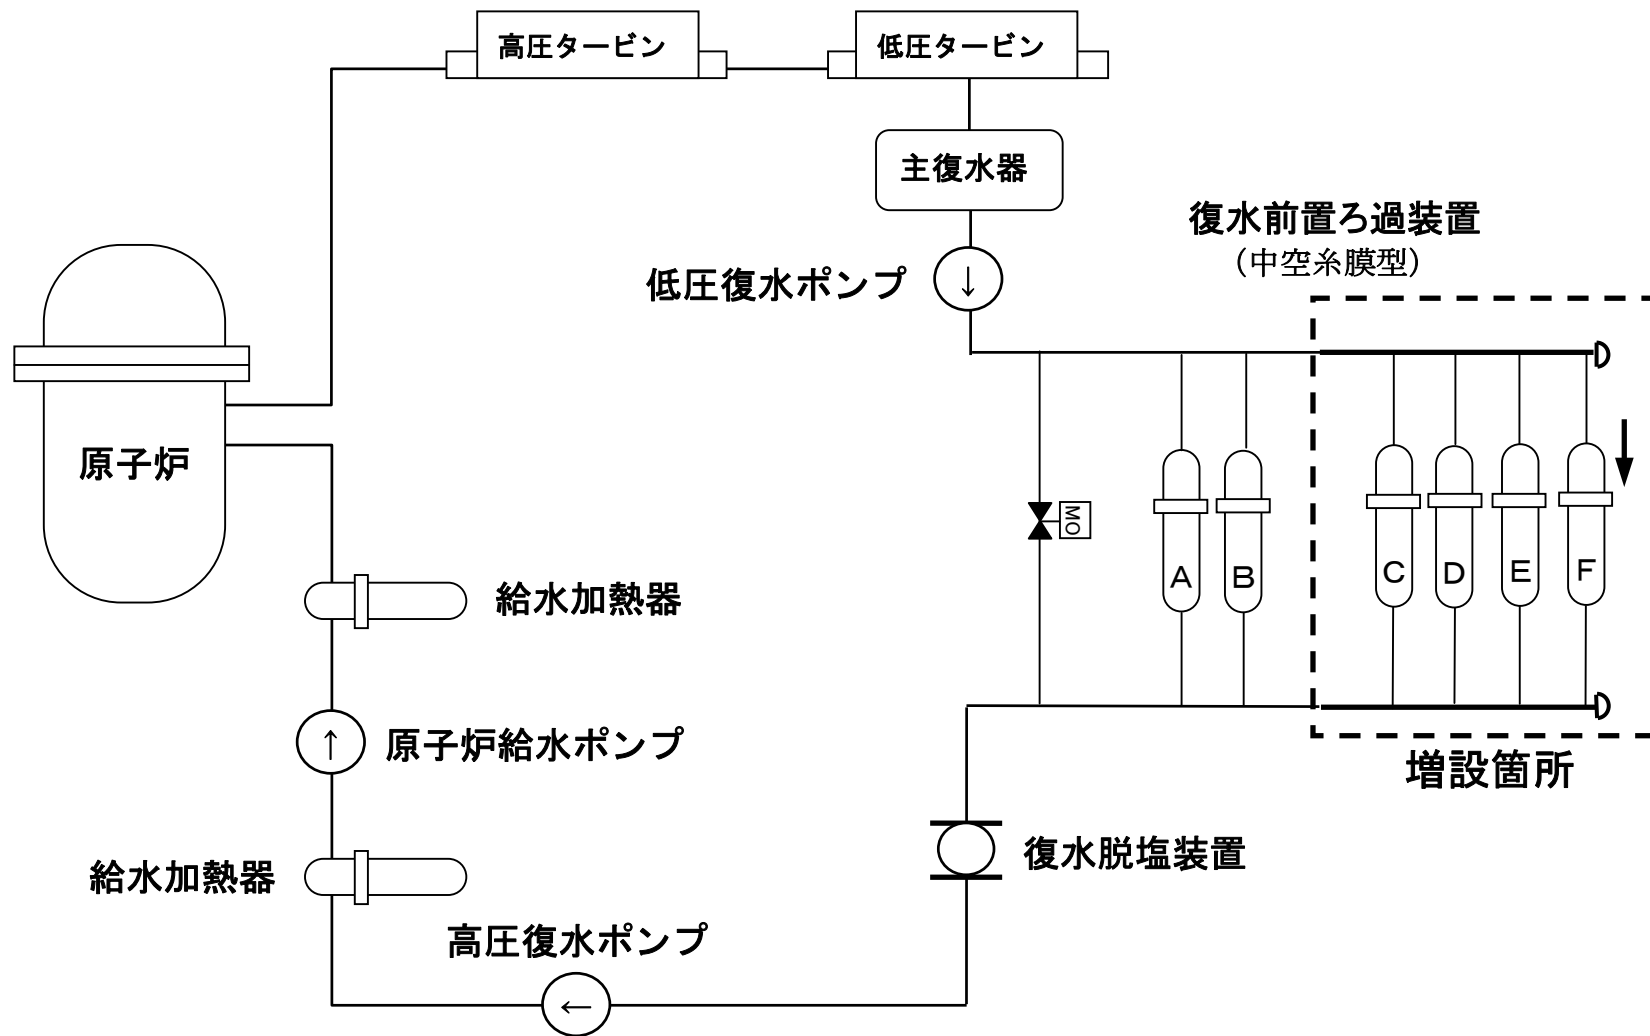 高圧タービン
低圧タービン
主復水器
復水前置ろ過装置
（中空糸膜型）
低圧復水ポンプ
↓
原子炉
MO
A
B
C
D
E
F
給水加熱器
↑
原子炉給水ポンプ
増設箇所
復水脱塩装置
給水加熱器
高圧復水ポンプ
←